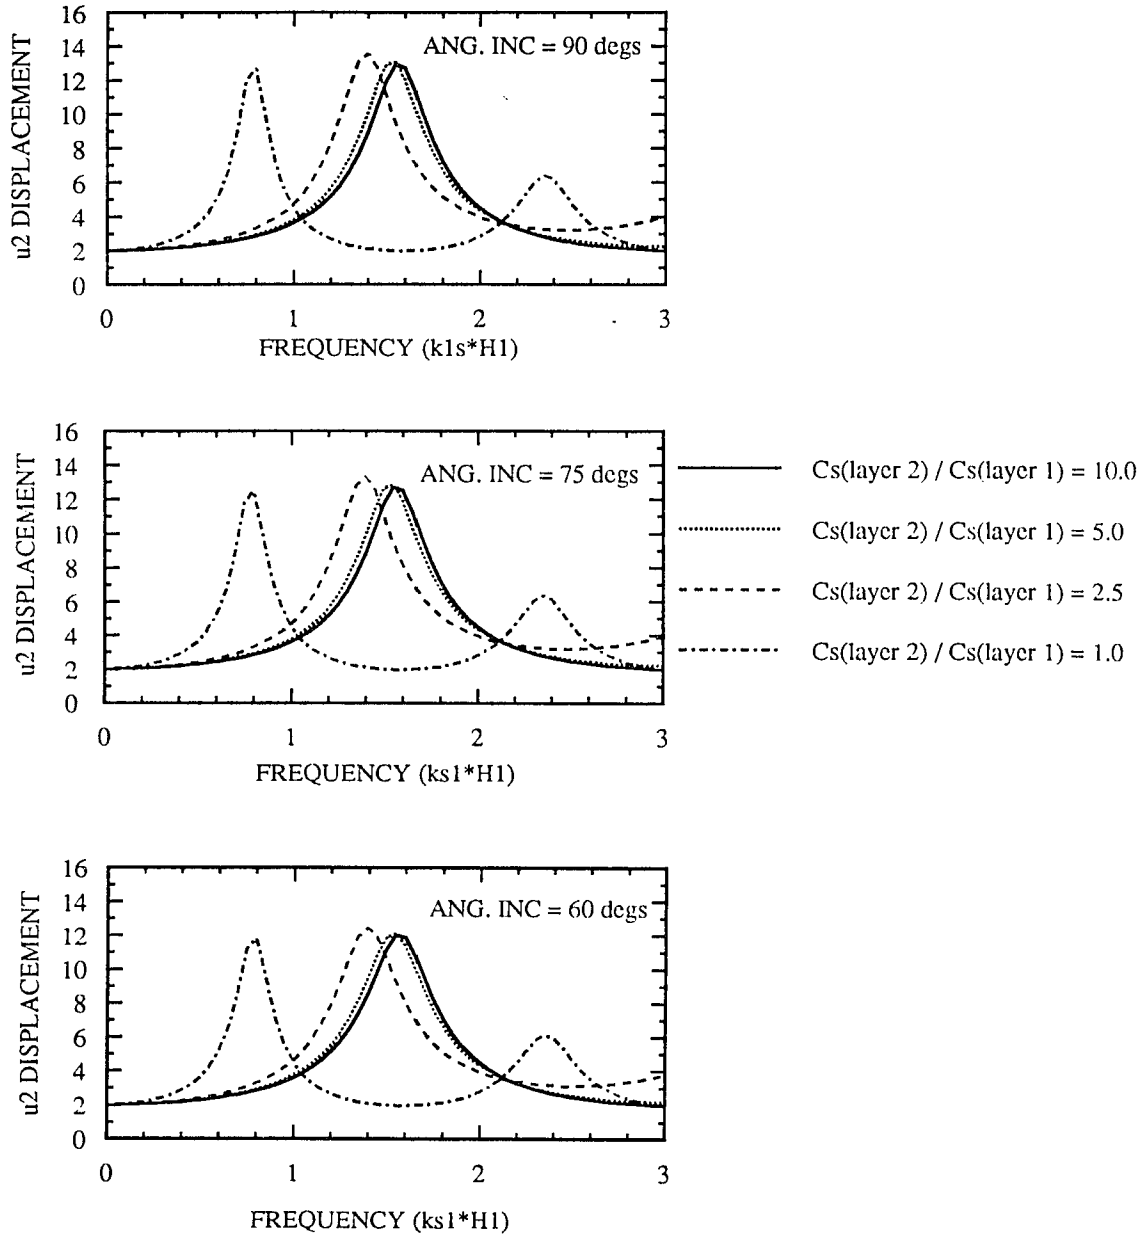 16
14
12
10
8
6
4
2
0
u2 DISPLACEMENT
ANG. INC = 90 degs
0 1 2 3
FREQUENCY (k1s*H1)
16
14
12
10
8
6
4
2
0
u2 DISPLACEMENT
ANG. INC = 75 degs
0 1 2 3
FREQUENCY (ks1*H1)
Cs(layer 2) / Cs(layer 1) = 10.0
Cs(layer 2) / Cs(layer 1) = 5.0
Cs(layer 2) / Cs(layer 1) = 2.5
Cs(layer 2) / Cs(layer 1) = 1.0
16
14
12
10
8
6
4
2
0
u2 DISPLACEMENT
ANG. INC = 60 degs
0 1 2 3
FREQUENCY (ks1*H1)